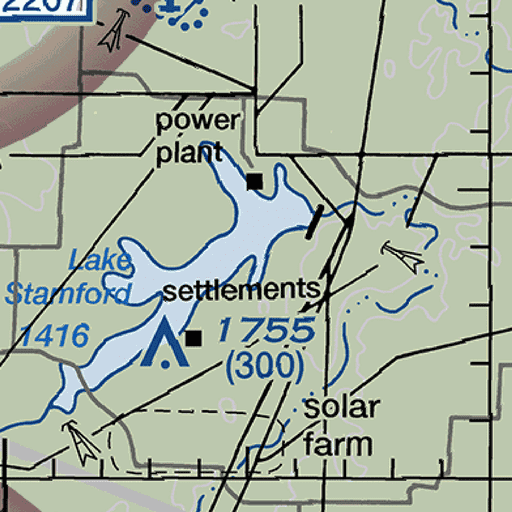 2207
power
plant
Lake
Stamford
1416
settlements
1755
(300)
solar
farm